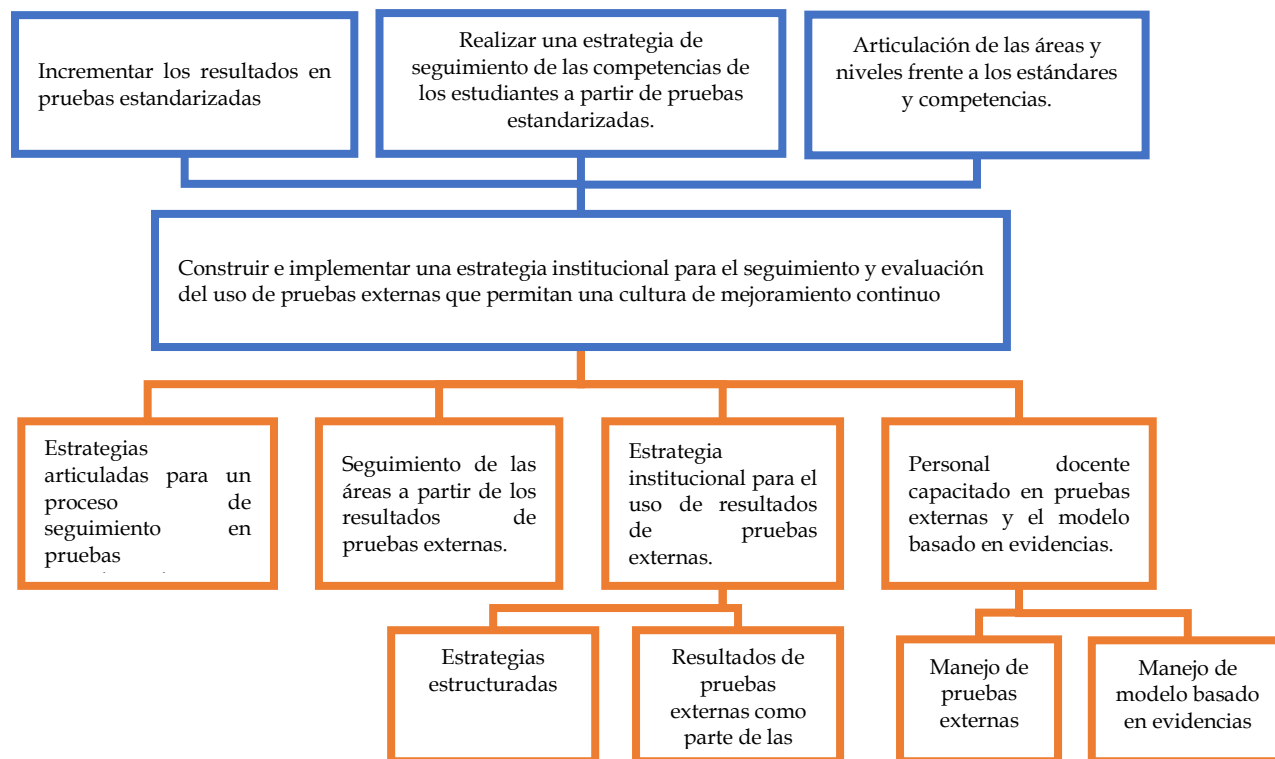 Incrementar los resultados en
pruebas estandarizadas
Realizar una estrategia de
seguimiento de las competencias de
los estudiantes a partir de pruebas
estandarizadas.
Articulación de las áreas y
niveles frente a los estándares
y competencias.
Construir e implementar una estrategia institucional para el seguimiento y evaluación
del uso de pruebas externas que permitan una cultura de mejoramiento continuo
Estrategias
articuladas para un
proceso de
seguimiento en
pruebas
Seguimiento de las
áreas a partir de los
resultados de
pruebas externas.
Estrategia
institucional para el
uso de resultados
de pruebas
externas.
Personal docente
capacitado en pruebas
externas y el modelo
basado en evidencias.
Estrategias
estructuradas
Resultados de
pruebas
externas como
parte de las
Manejo de
pruebas
externas
Manejo de
modelo basado
en evidencias